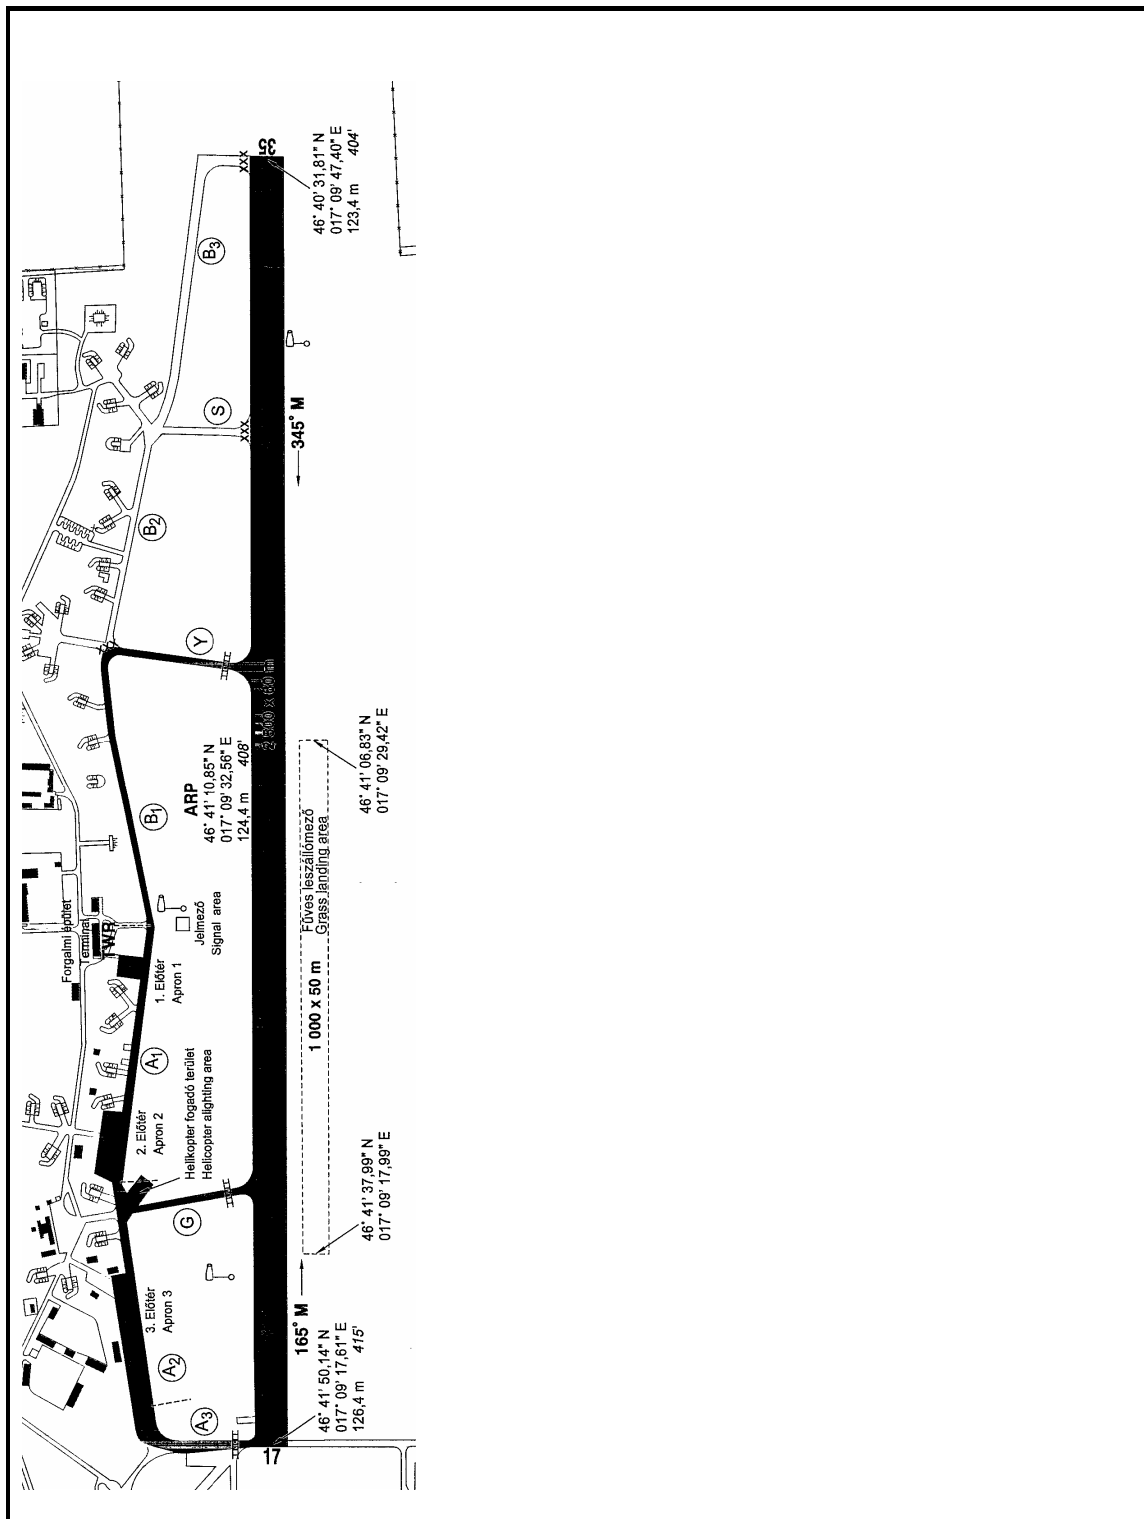 35
46° 40' 31,81" N
017° 09' 47,40" E
123,4 m 404'
B3
S
345° M
B2
Y
2 500 x 60 m
46° 41' 06,83" N
017° 09' 29,42" E
ARP
46° 41' 10,85" N
017° 09' 32,56" E
124,4 m 408'
B1
Füves leszállómező
Grass landing area
1 000 x 50 m
Jelmező
Signal area
Forgalmi épület
Terminal
TWR
1. Előtér
Apron 1
A1
2. Előtér
Apron 2
Helikopter fogadó terület
Helicopter alighting area
G
46° 41' 37,99" N
017° 09' 17,99" E
3. Előtér
Apron 3
165° M
A2
46° 41' 50,14" N
017° 09' 17,61" E
126,4 m 415'
A3
17